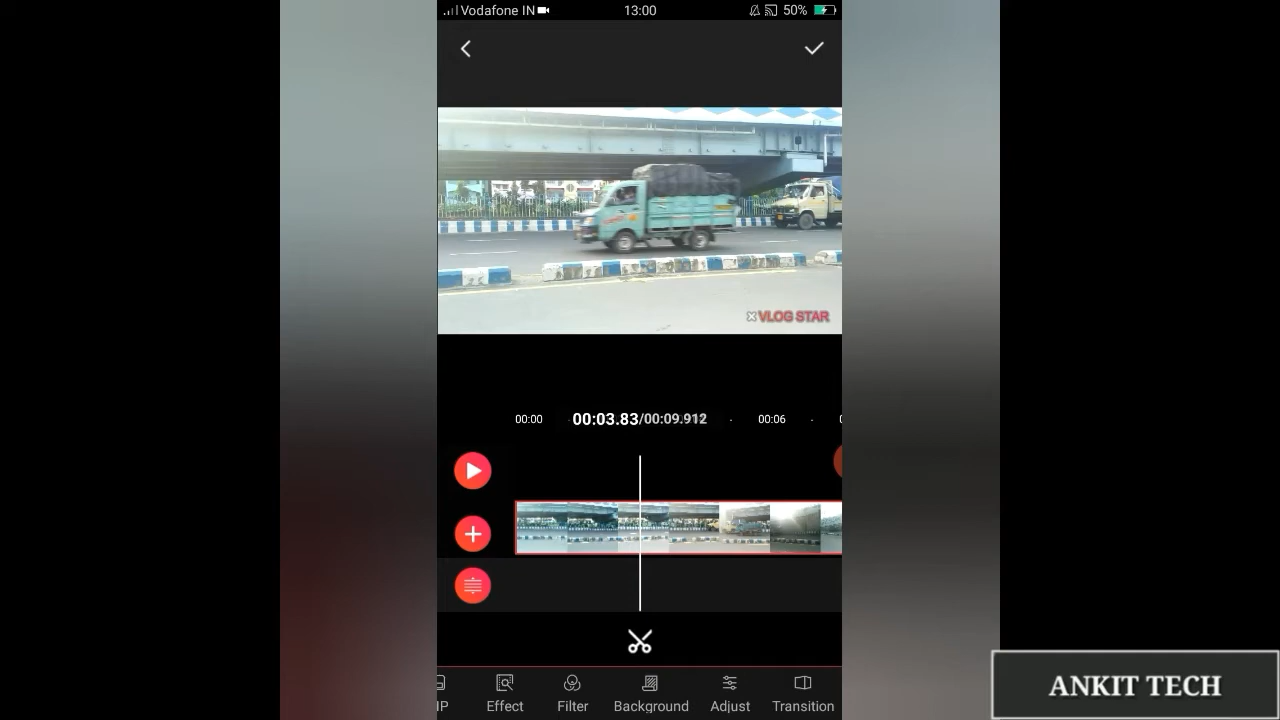 Vodafone IN 13:00 50%
VLOG STAR
00:00 00:03.83/00:09.912 00:06
Effect Filter Background Adjust Transition
ANKIT TECH